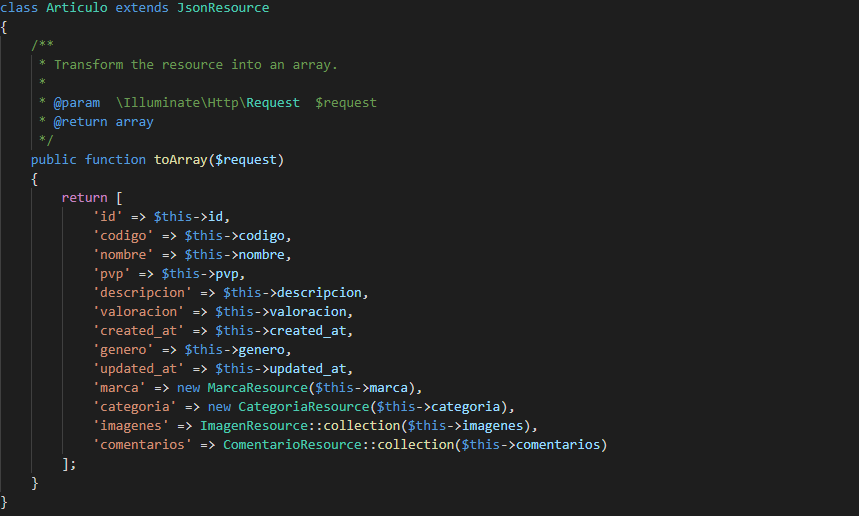 class Articulo extends JsonResource
{
    /**
     * Transform the resource into an array.
     *
     * @param  \Illuminate\Http\Request  $request
     * @return array
     */
    public function toArray($request)
    {
        return [
            'id' => $this->id,
            'codigo' => $this->codigo,
            'nombre' => $this->nombre,
            'pvp' => $this->pvp,
            'descripcion' => $this->descripcion,
            'valoracion' => $this->valoracion,
            'created_at' => $this->created_at,
            'genero' => $this->genero,
            'updated_at' => $this->updated_at,
            'marca' => new MarcaResource($this->marca),
            'categoria' => new CategoriaResource($this->categoria),
            'imagenes' => ImagenResource::collection($this->imagenes),
            'comentarios' => ComentarioResource::collection($this->comentarios)
        ];
    }
}